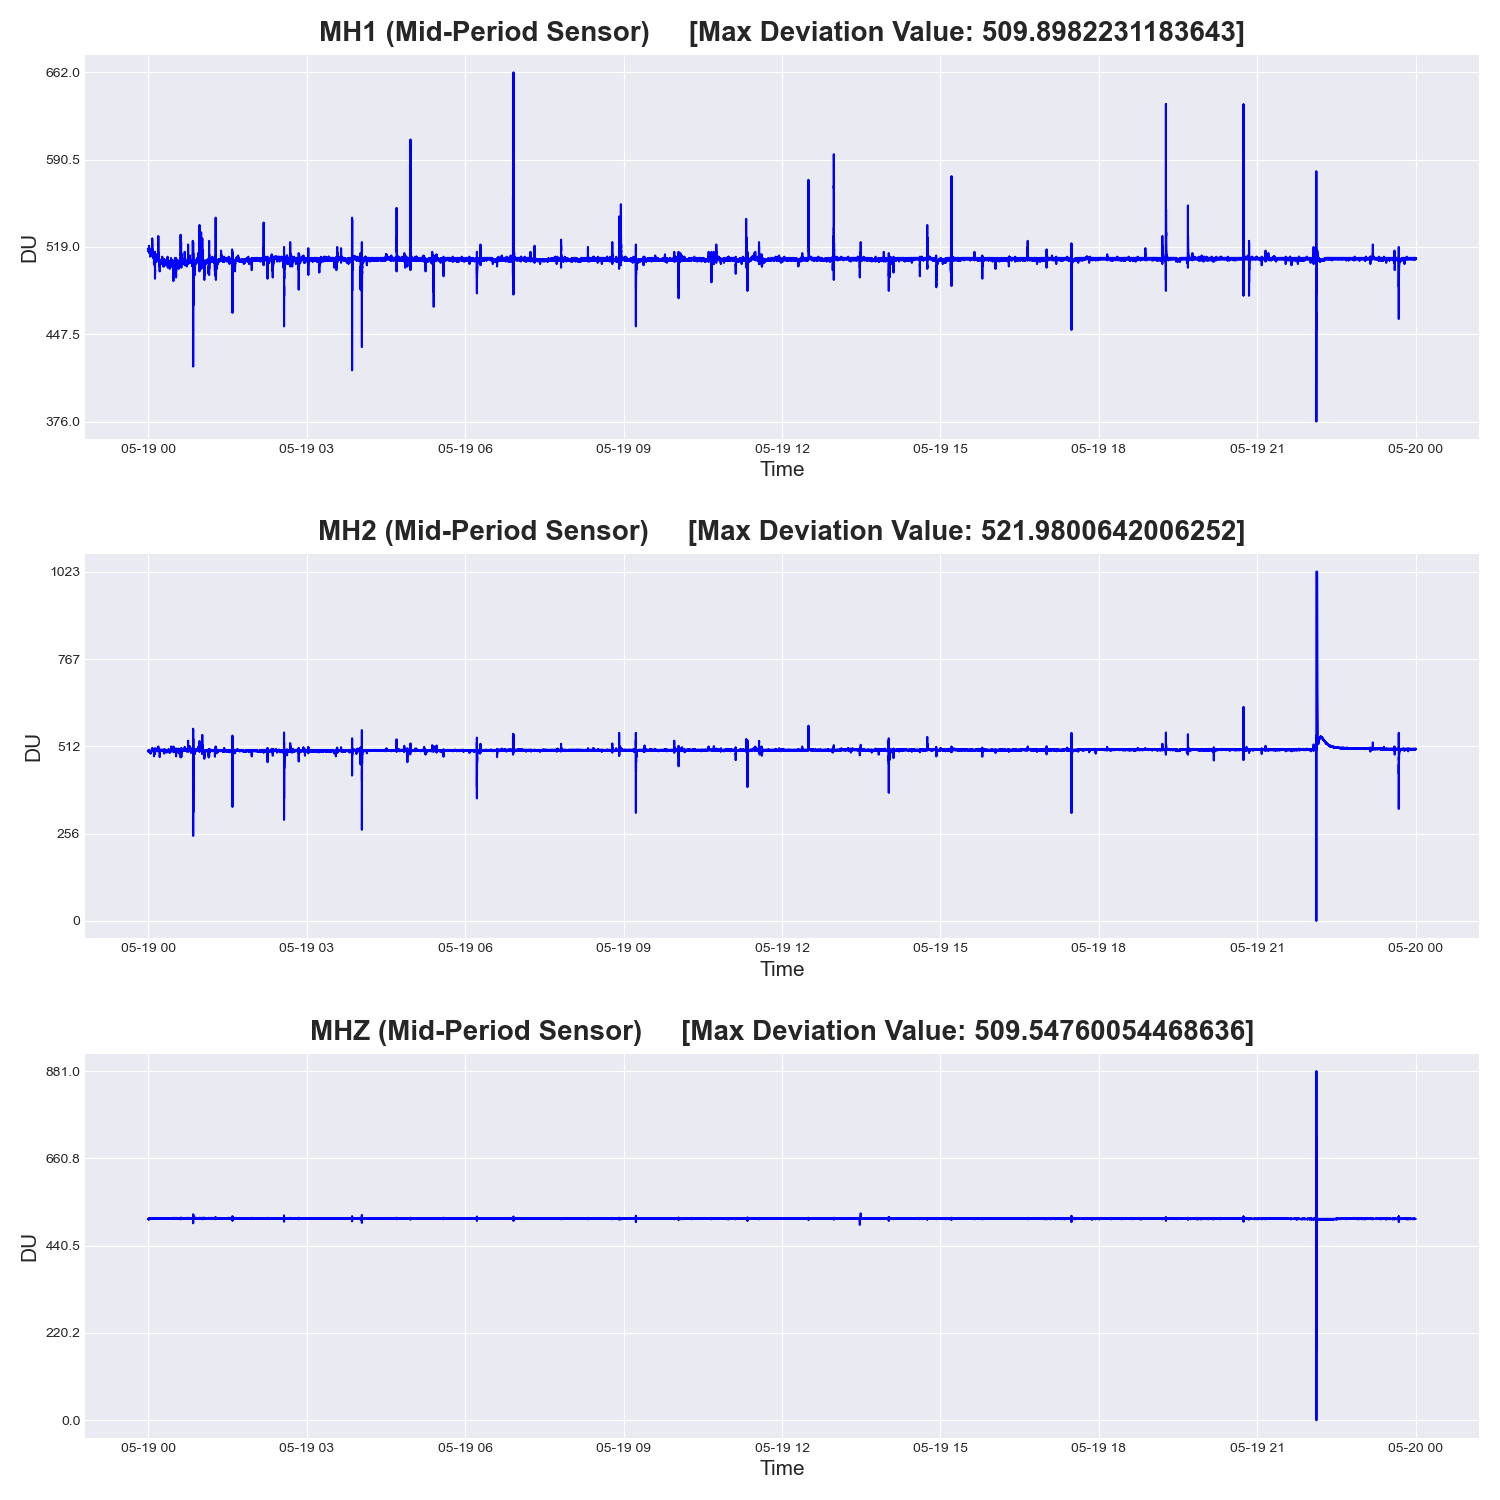 MH1 (Mid-Period Sensor) [Max Deviation Value: 509.8982231183643]
662.0
590.5
519.0
447.5
376.0
DU
05-19 00 05-19 03 05-19 06 05-19 09 05-19 12 05-19 15 05-19 18 05-19 21 05-20 00
Time
MH2 (Mid-Period Sensor) [Max Deviation Value: 521.9800642006252]
1023
767
512
256
0
DU
05-19 00 05-19 03 05-19 06 05-19 09 05-19 12 05-19 15 05-19 18 05-19 21 05-20 00
Time
MHZ (Mid-Period Sensor) [Max Deviation Value: 509.54760054468636]
881.0
660.8
440.5
220.2
0.0
DU
05-19 00 05-19 03 05-19 06 05-19 09 05-19 12 05-19 15 05-19 18 05-19 21 05-20 00
Time